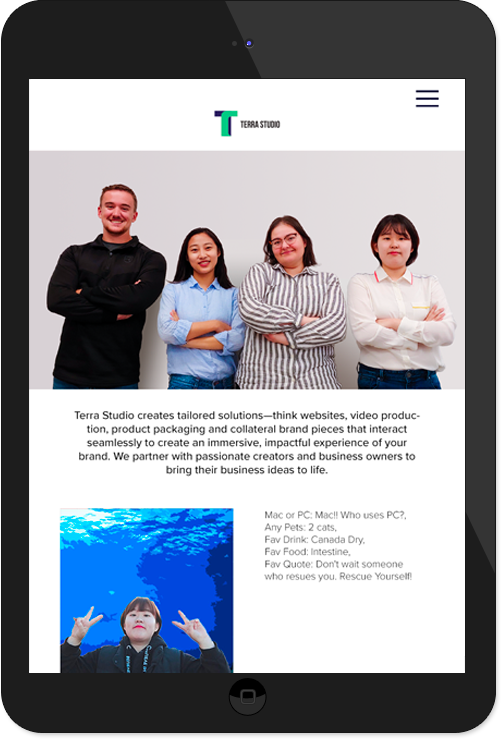 TERRA STUDIO
Terra Studio creates tailored solutions—think websites, video produc-
tion, product packaging and collateral brand pieces that interact
seamlessly to create an immersive, impactful experience of your
brand. We partner with passionate creators and business owners to
bring their business ideas to life.
Mac or PC: Mac!! Who uses PC?,
Any Pets: 2 cats,
Fav Drink: Canada Dry,
Fav Food: Intestine,
Fav Quote: Don't wait someone
who resues you. Rescue Yourself!